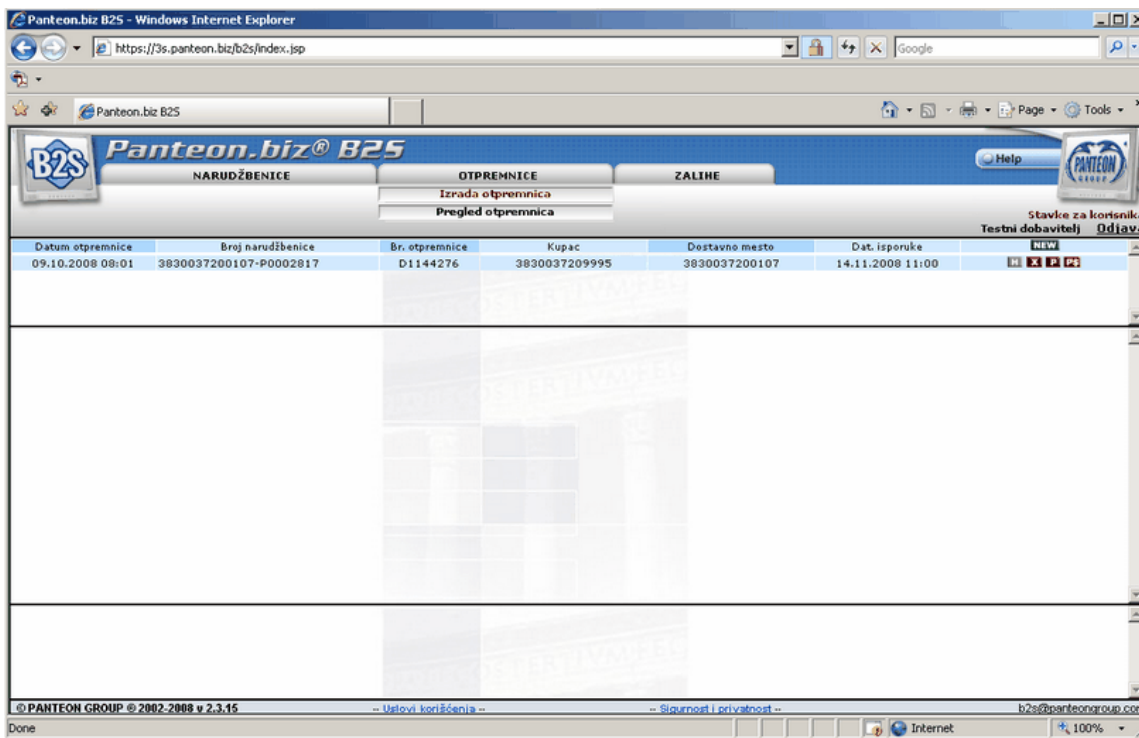 Panteon.biz B2S - Windows Internet Explorer
https://3s.panteon.biz/b2s/index.jsp
Google
Panteon.biz B2S
Page
Tools
B2S
Panteon.biz® B2S
Help
PANTEON
GROUP
NARUDŽBENICE
OTPREMNICE
ZALIHE
Izrada otpremnica
Pregled otpremnica
Stavke za korisnik
Testni dobavitelj Odjav
Datum otpremnice Broj narudžbenice Br. otpremnice Kupac Dostavno mesto Dat. isporuke NEW
09.10.2008 08:01 3830037200107-P0002817 D1144276 3830037209995 3830037200107 14.11.2008 11:00 M X P PS
© PANTEON GROUP © 2002-2008 v 2.3.15 -- Uslovi korišćenja -- -- Sigurnost i privatnost -- b2s@panteongroup.co
Done Internet 100%